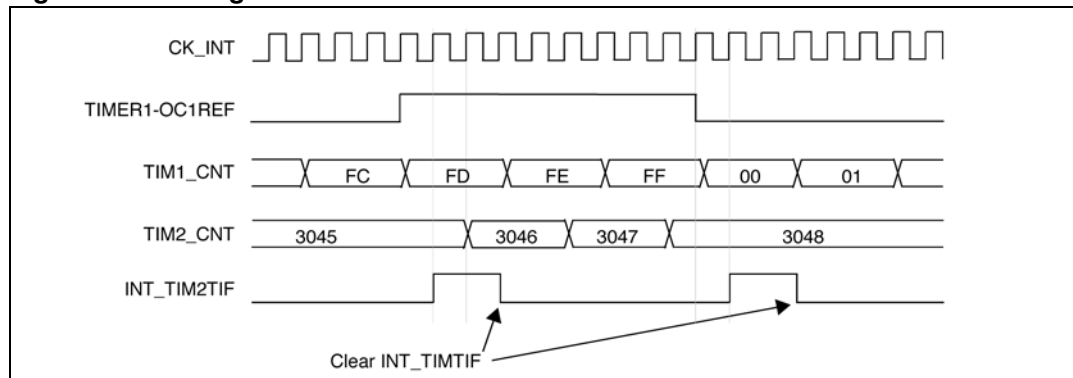 CK_INT
TIMER1-OC1REF
TIM1_CNT FC FD FE FF 00 01
TIM2_CNT 3045 3046 3047 3048
INT_TIM2TIF
Clear INT_TIMTIF